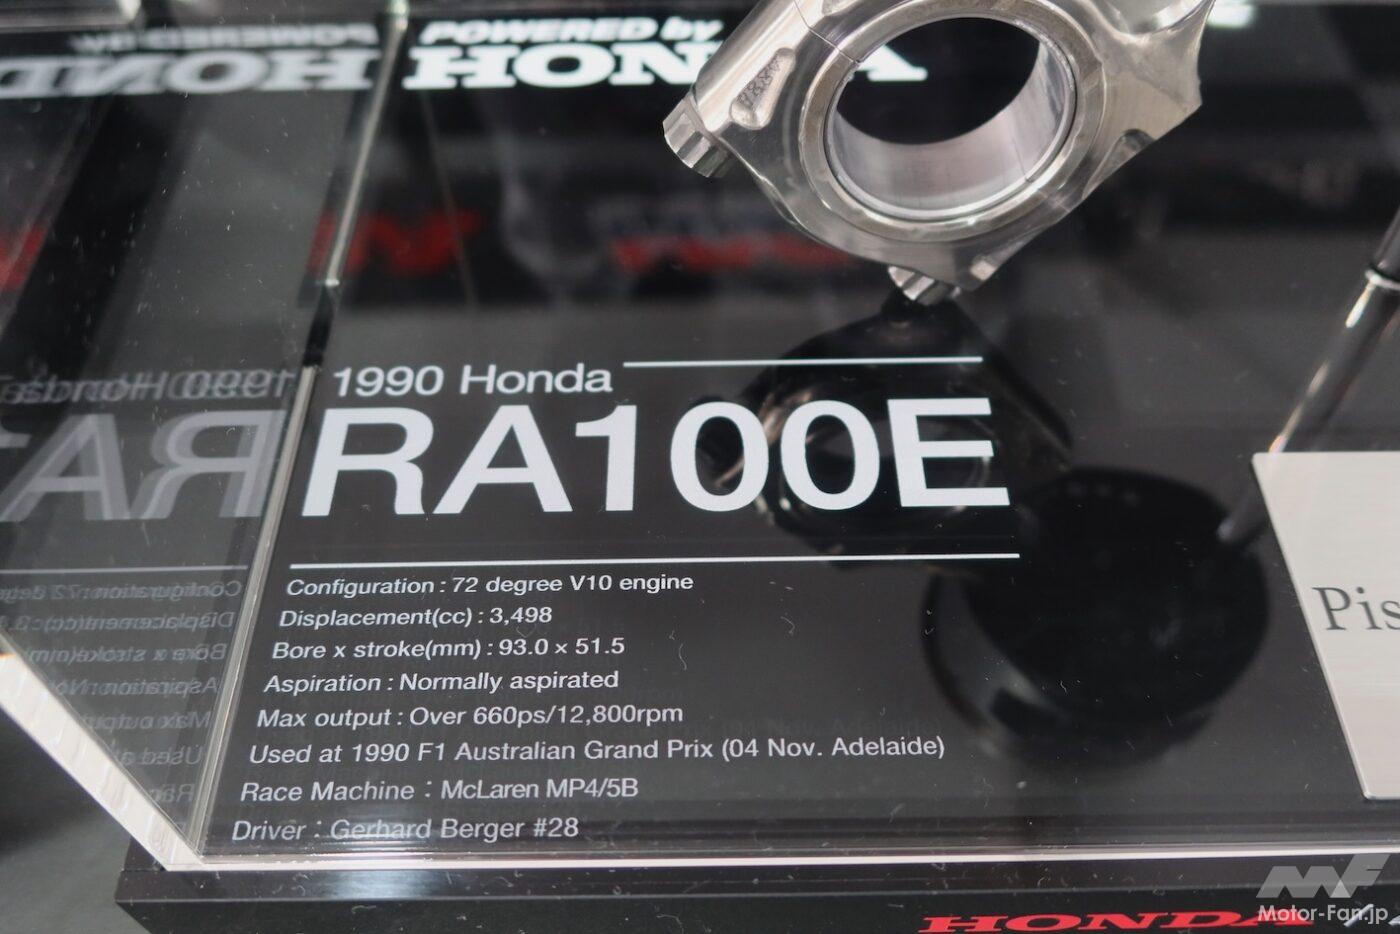 POWERED by
HONDA
1990 Honda
RA100E
Configuration : 72 degree V10 engine
Displacement(cc) : 3,498
Bore x stroke(mm) : 93.0 × 51.5
Aspiration : Normally aspirated
Max output : Over 660ps/12,800rpm
Used at 1990 F1 Australian Grand Prix (04 Nov. Adelaide)
Race Machine : McLaren MP4/5B
Driver : Gerhard Berger #28
Pis
HONDA
MF
Motor-Fan.jp